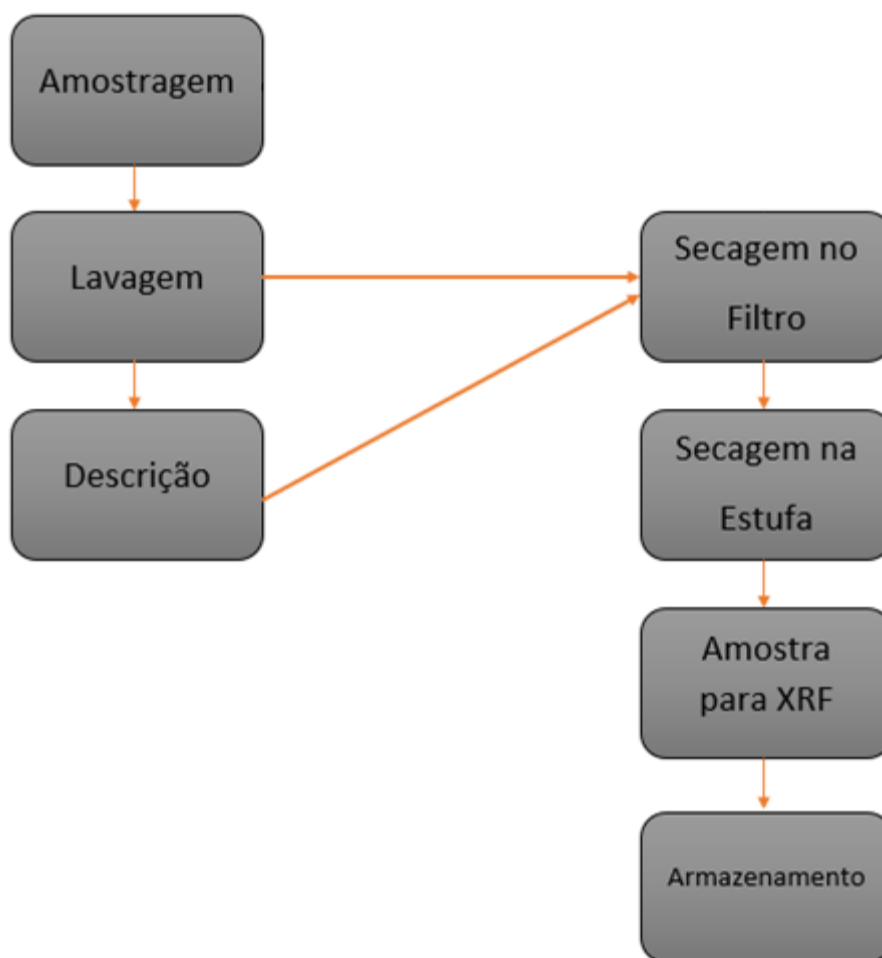 Amostragem
Lavagem
Descrição
Secagem no
Filtro
Secagem na
Estufa
Amostra
para XRF
Armazenamento